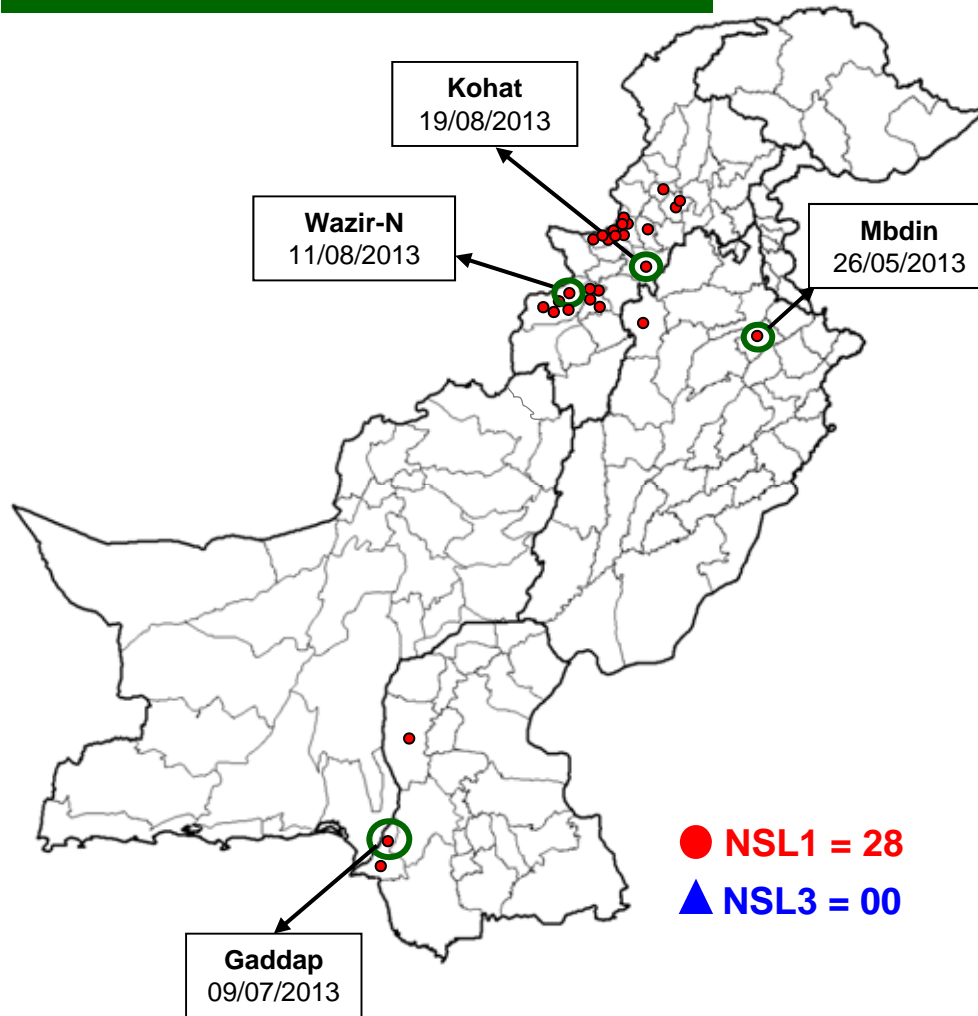 Kohat
19/08/2013
Wazir-N
11/08/2013
Mbdin
26/05/2013
NSL1 = 28
NSL3 = 00
Gaddap
09/07/2013